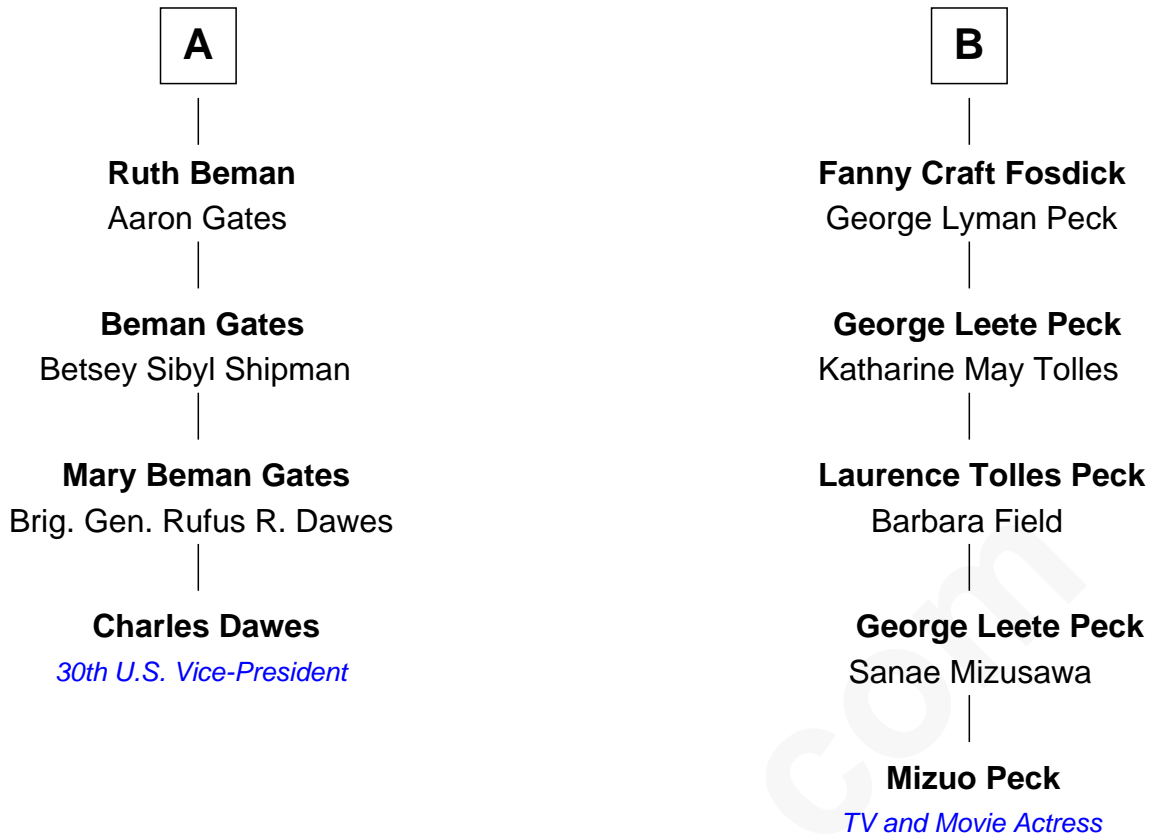 A
Ruth Beman
Aaron Gates
Beman Gates
Betsey Sibyl Shipman
Mary Beman Gates
Brig. Gen. Rufus R. Dawes
Charles Dawes
30th U.S. Vice-President
B
Fanny Craft Fosdick
George Lyman Peck
George Leete Peck
Katharine May Tolles
Laurence Tolles Peck
Barbara Field
George Leete Peck
Sanae Mizusawa
Mizuo Peck
TV and Movie Actress
com